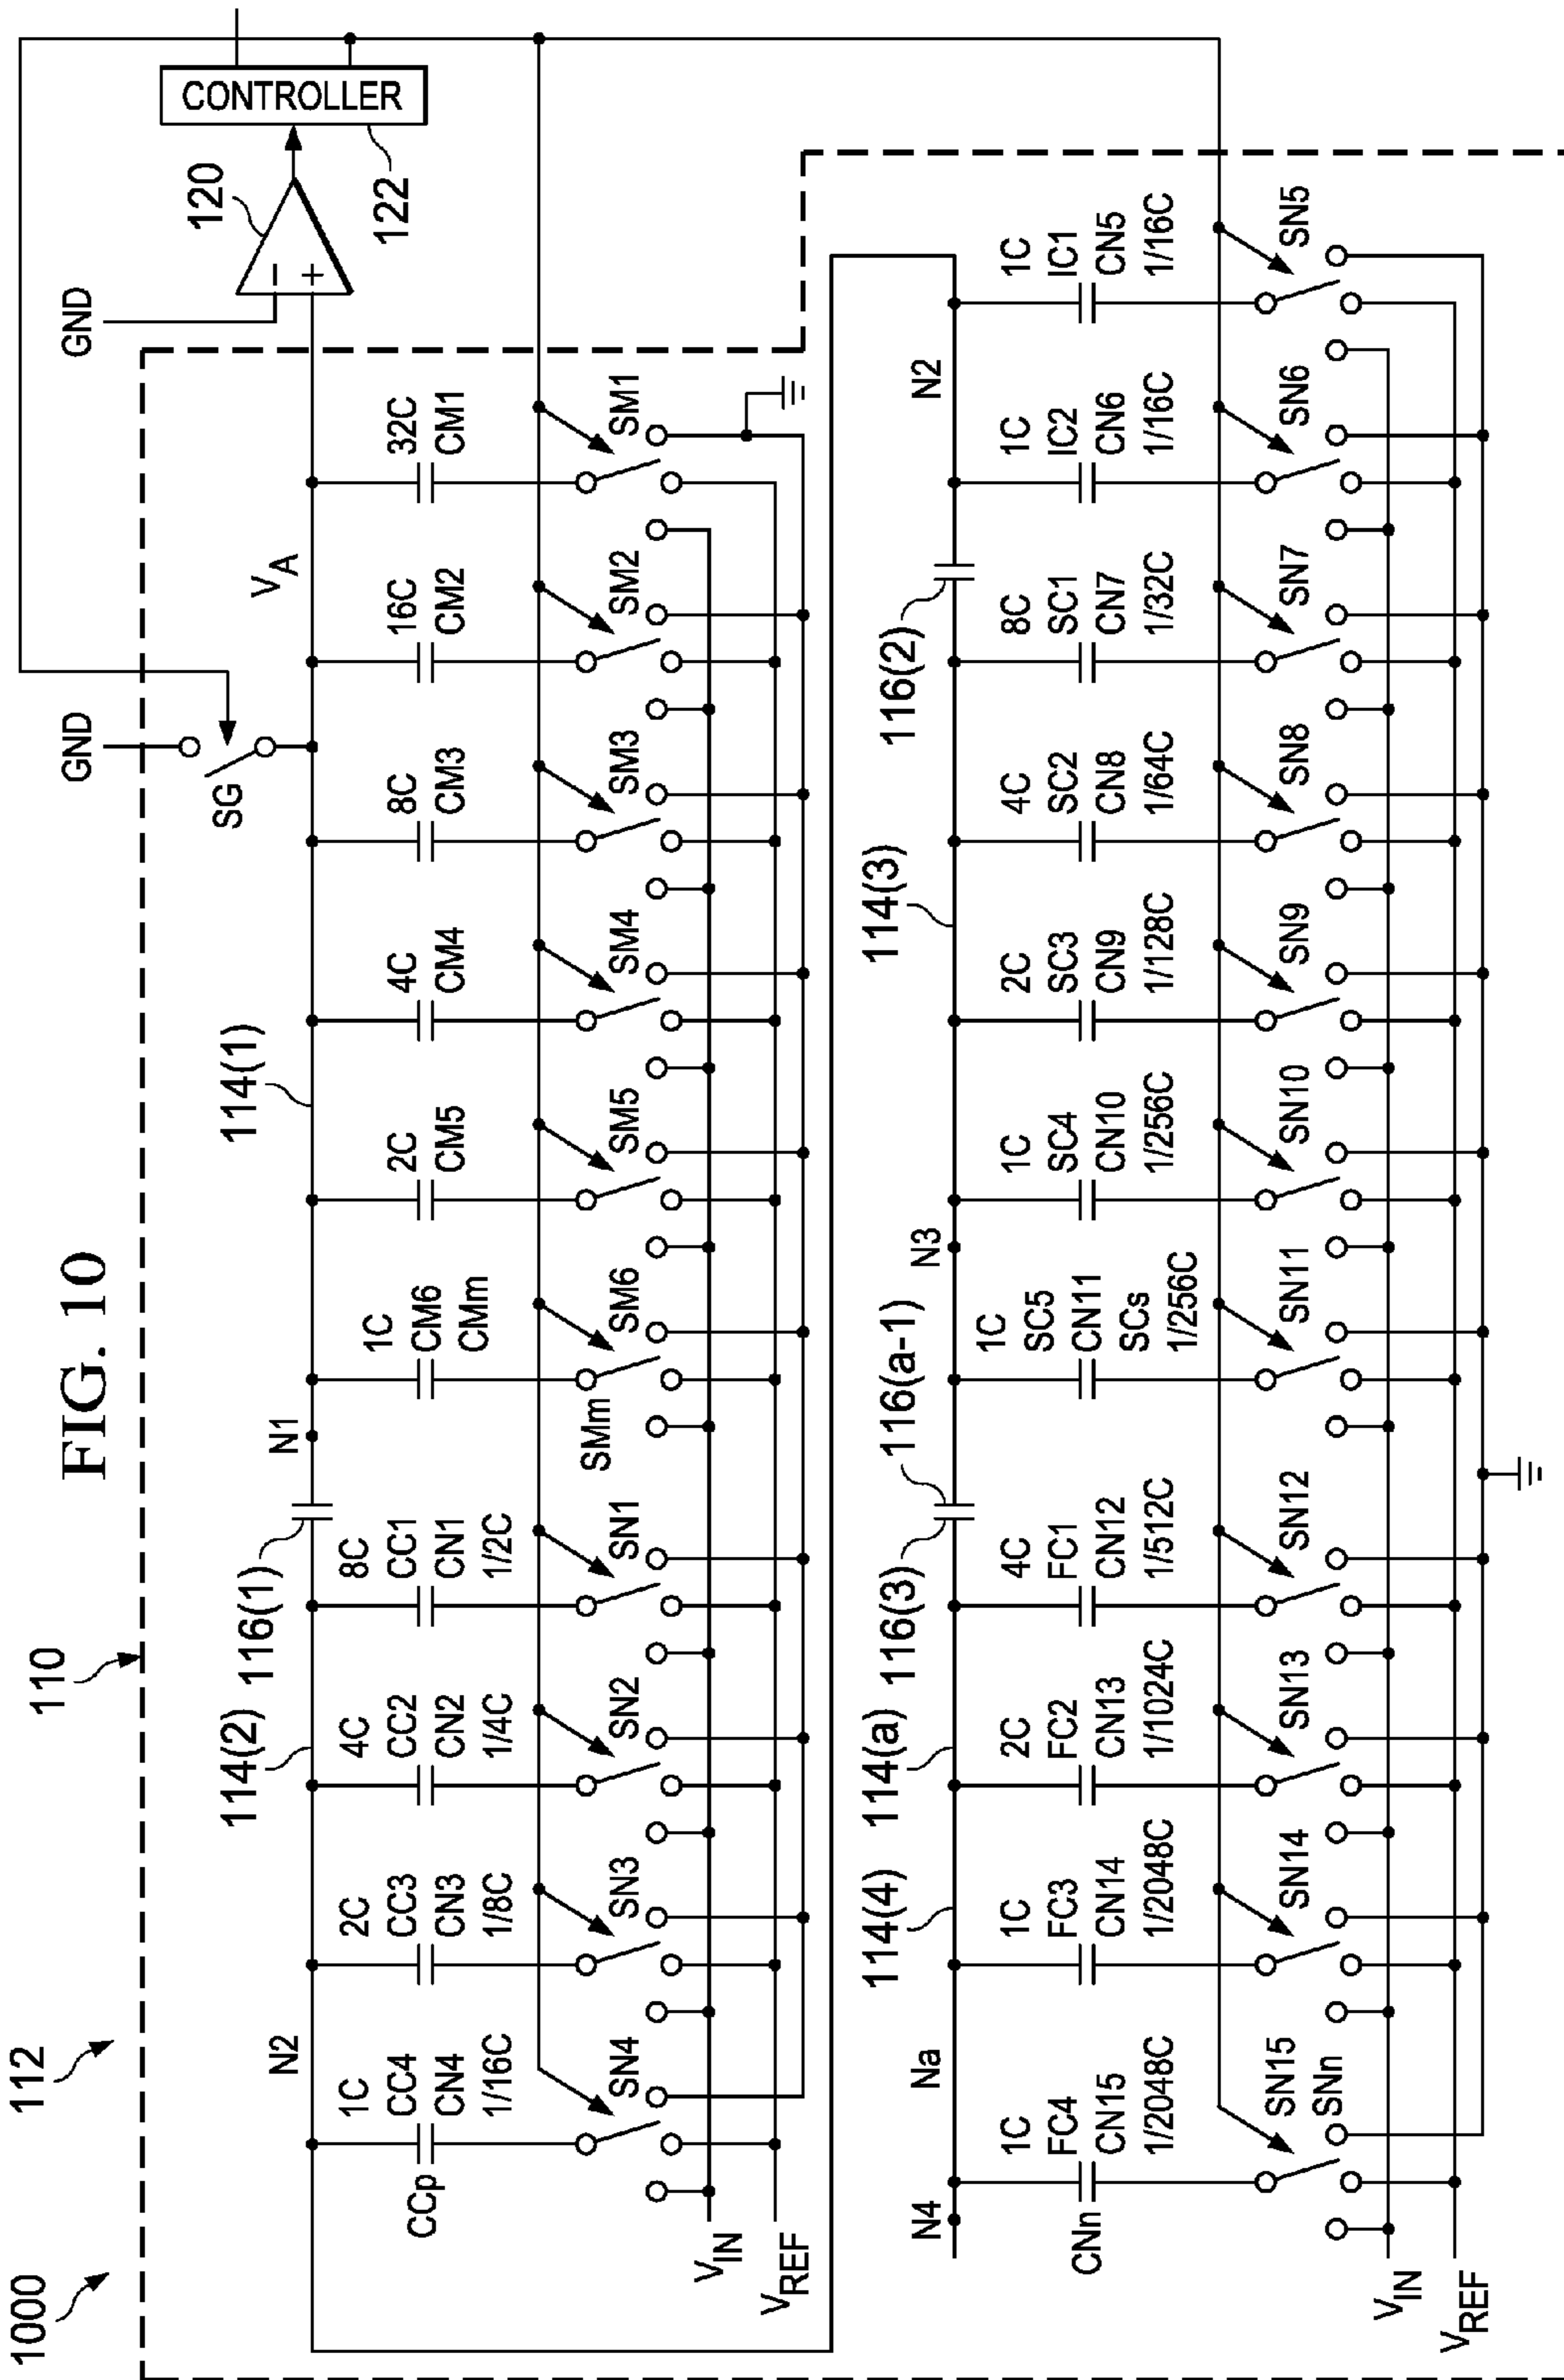 FIG. 10
1000
112
110
GND
SG
GND
120
−
+
CONTROLLER
122
N2
114(2)
116(1)
N1
114(1)
VA
1C
CC4
CN4
1/16C
CCp
2C
CC3
CN3
1/8C
4C
CC2
CN2
1/4C
8C
CC1
CN1
1/2C
1C
CM6
CMm
2C
CM5
4C
CM4
8C
CM3
16C
CM2
32C
CM1
SN4
SN3
SN2
SN1
SMm
SM6
SM5
SM4
SM3
SM2
SM1
VIN
VREF
N4
Na
114(4)
114(a)
116(3)
116(a-1)
N3
114(3)
116(2)
N2
1C
FC4
CN15
1/2048C
CNn
1C
FC3
CN14
1/2048C
2C
FC2
CN13
1/1024C
4C
FC1
CN12
1/512C
1C
SC5
CN11
SCs
1/256C
1C
SC4
CN10
1/256C
2C
SC3
CN9
1/128C
4C
SC2
CN8
1/64C
8C
SC1
CN7
1/32C
1C
IC2
CN6
1/16C
1C
IC1
CN5
1/16C
SN15
SNn
SN14
SN13
SN12
SN11
SN10
SN9
SN8
SN7
SN6
SN5
VIN
VREF